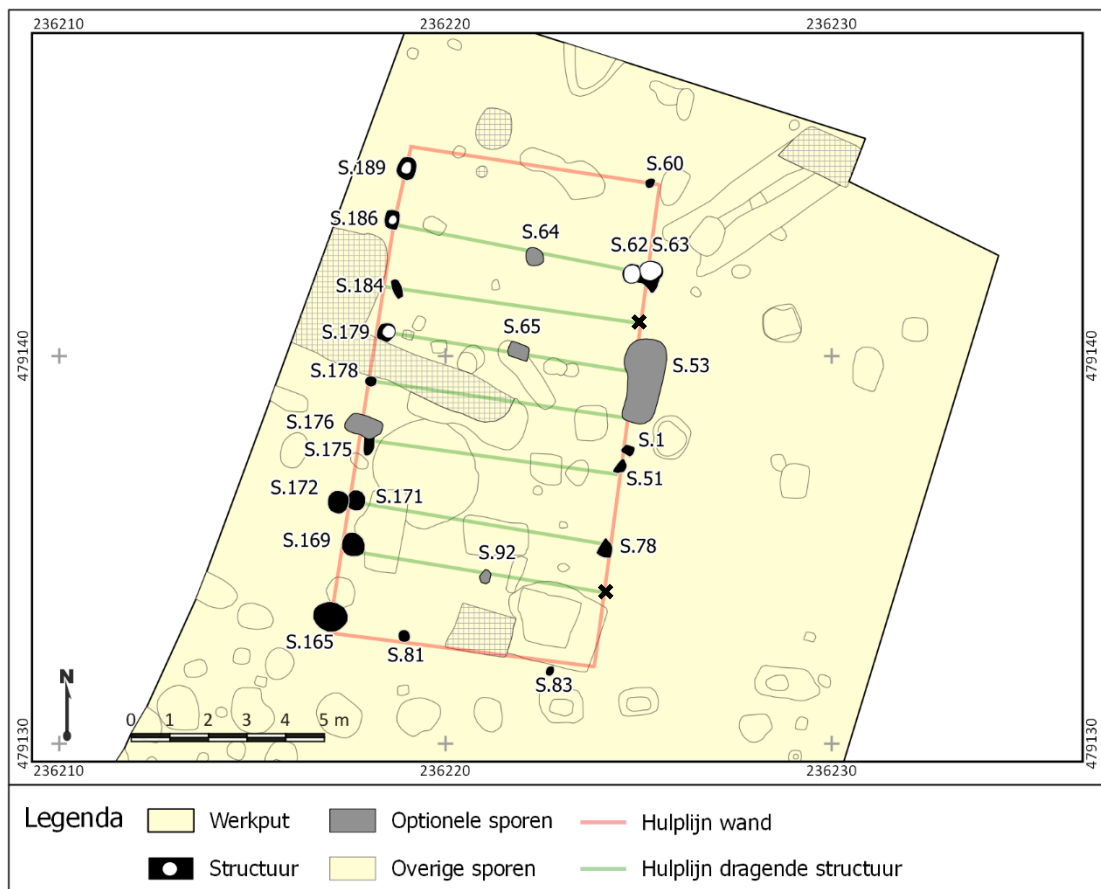 236210 236220 236230
S.189
S.60
S.186
S.64
S.62 S.63
S.184
S.65
S.179
479140 479140
S.53
S.178
S.176
S.1
S.175
S.51
S.172 S.171
S.169
S.78
S.92
S.165
S.81
S.83
N
0 1 2 3 4 5 m
479130 479130
236210 236220 236230
Legenda
Werkput
Optionele sporen
Hulplijn wand
Structuur
Overige sporen
Hulplijn dragende structuur